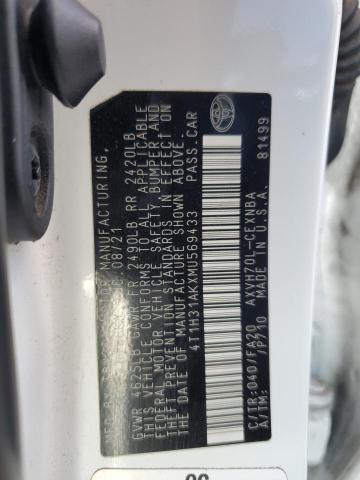 MFD. BY: TOR MANUFACTURING,
INC. 08/21
GVWR 4625LB GAWR FR 2490LB RR 2420LB
THIS VEHICLE CONFORMS TO ALL APPLICABLE
FEDERAL MOTOR VEHICLE SAFETY, BUMPER, AND
THEFT PREVENTION STANDARDS IN EFFECT ON THE DATE OF
MANUFACTURE SHOWN ABOVE.
4T1H31AKXMU569433 PASS.CAR
C/TR:040/FA20 AXVH70L-CEXNBA
A/TM: /P710 MADE IN U.S.A. 81499